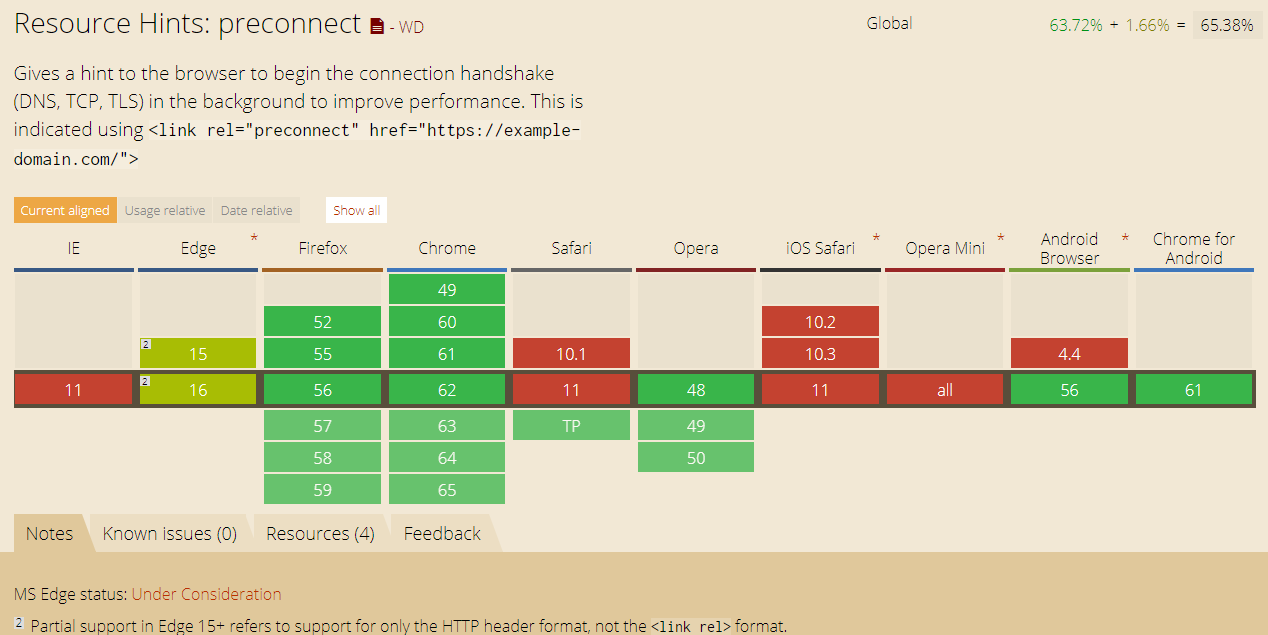 Resource Hints: preconnect - WD
Global
63.72% + 1.66% = 65.38%
Gives a hint to the browser to begin the connection handshake
(DNS, TCP, TLS) in the background to improve performance. This is
indicated using <link rel="preconnect" href="https://example-
domain.com/">
Current aligned Usage relative Date relative Show all
IE Edge * Firefox Chrome Safari Opera iOS Safari * Opera Mini * Android Browser * Chrome for Android
49
52 60 10.2
2 15 55 61 10.1 10.3 4.4
11 2 16 56 62 11 48 11 all 56 61
57 63 TP 49
58 64 50
59 65
Notes Known issues (0) Resources (4) Feedback
MS Edge status: Under Consideration
2 Partial support in Edge 15+ refers to support for only the HTTP header format, not the <link rel> format.